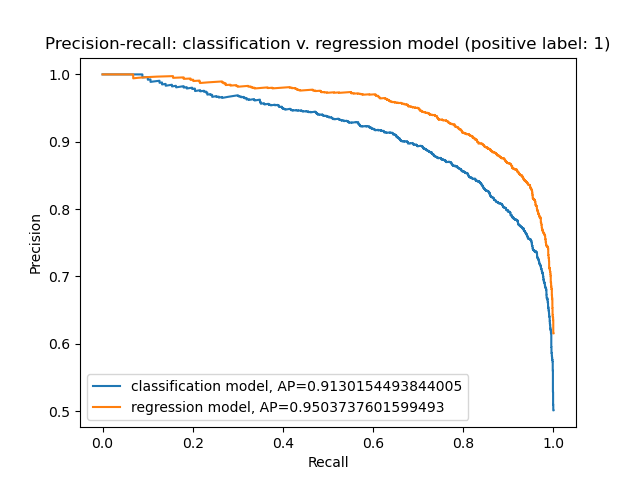 Precision-recall: classification v. regression model (positive label: 1)
1.0
0.9
0.8
0.7
0.6
0.5
Precision
classification model, AP=0.9130154493844005
regression model, AP=0.9503737601599493
0.0 0.2 0.4 0.6 0.8 1.0
Recall